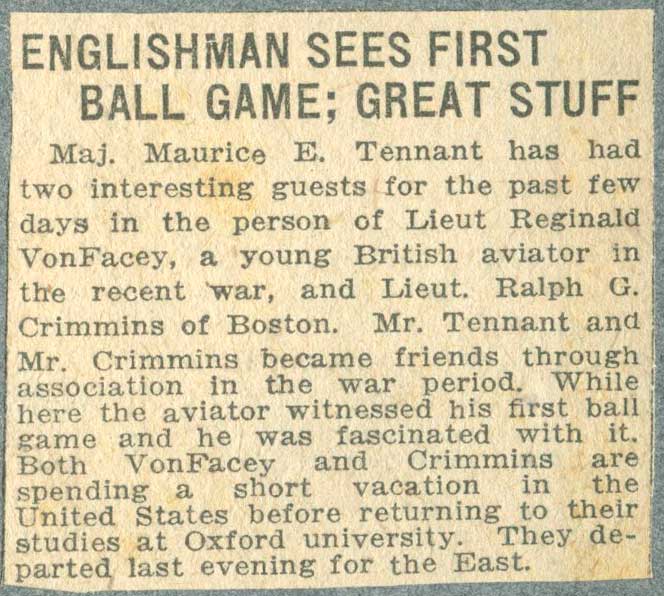 ENGLISHMAN SEES FIRST
BALL GAME; GREAT STUFF
Maj. Maurice E. Tennant has had
two interesting guests for the past few
days in the person of Lieut Reginald
VonFacey, a young British aviator in
the recent war, and Lieut. Ralph G.
Crimmins of Boston. Mr. Tennant and
Mr. Crimmins became friends through
association in the war period. While
here the aviator witnessed his first ball
game and he was fascinated with it.
Both VonFacey and Crimmins are
spending a short vacation in the
United States before returning to their
studies at Oxford university. They de-
parted last evening for the East.